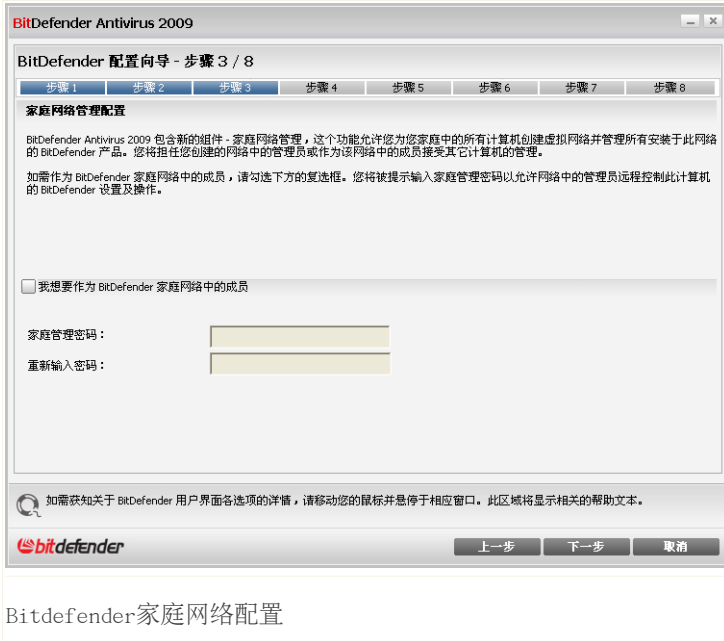 BitDefender Antivirus 2009
BitDefender 配置向导 - 步骤 3 / 8
步骤 1 步骤 2 步骤 3 步骤 4 步骤 5 步骤 6 步骤 7 步骤 8
家庭网络管理配置
BitDefender Antivirus 2009 包含新的组件 - 家庭网络管理，这个功能允许您为您家庭中的所有计算机创建虚拟网络并管理所有安装于此网络
的 BitDefender 产品。您将担任您创建的网络中的管理员或作为该网络中的成员接受其它计算机的管理。
如需作为 BitDefender 家庭网络中的成员，请勾选下方的复选框。您将被提示输入家庭管理密码以允许网络中的管理员远程控制此计算机
的 BitDefender 设置及操作。
我想要作为 BitDefender 家庭网络中的成员
家庭管理密码：
重新输入密码：
如需获知关于 BitDefender 用户界面各选项的详情，请移动您的鼠标并悬停于相应窗口。此区域将显示相关的帮助文本。
bitdefender 上一步 下一步 取消
Bitdefender家庭网络配置